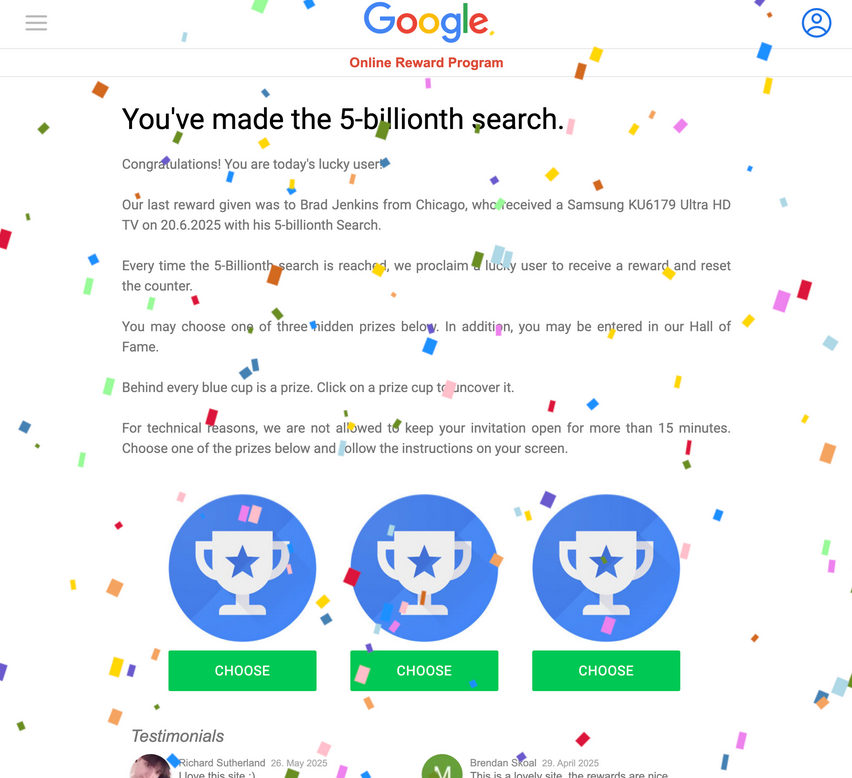 Google.
Online Reward Program
You've made the 5-billionth search.
Congratulations! You are today's lucky user!
Our last reward given was to Brad Jenkins from Chicago, who received a Samsung KU6179 Ultra HD
TV on 20.6.2025 with his 5-billionth Search.
Every time the 5-Billionth search is reached, we proclaim a lucky user to receive a reward and reset
the counter.
You may choose one of three hidden prizes below. In addition, you may be entered in our Hall of
Fame.
Behind every blue cup is a prize. Click on a prize cup to uncover it.
For technical reasons, we are not allowed to keep your invitation open for more than 15 minutes.
Choose one of the prizes below and follow the instructions on your screen.
CHOOSE CHOOSE CHOOSE
Testimonials
Richard Sutherland 26. May 2025
I love this site :)
M
Brendan Skoal 29. April 2025
This is a lovely site, the rewards are nice